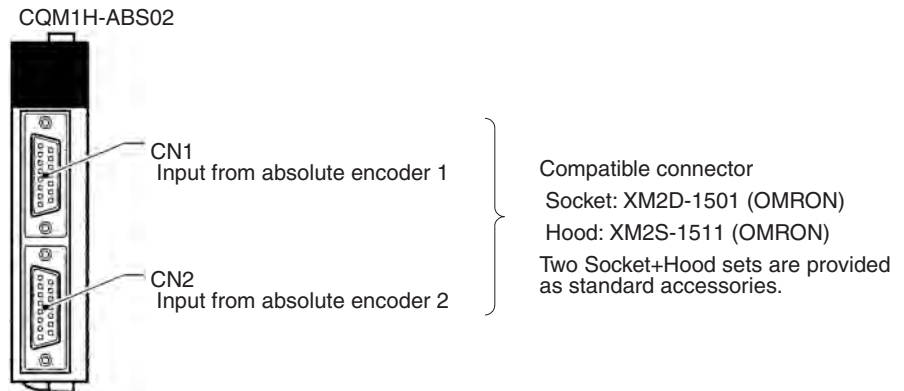 CQM1H-ABS02
CN1
Input from absolute encoder 1
CN2
Input from absolute encoder 2
Compatible connector
Socket: XM2D-1501 (OMRON)
Hood: XM2S-1511 (OMRON)
Two Socket+Hood sets are provided
as standard accessories.